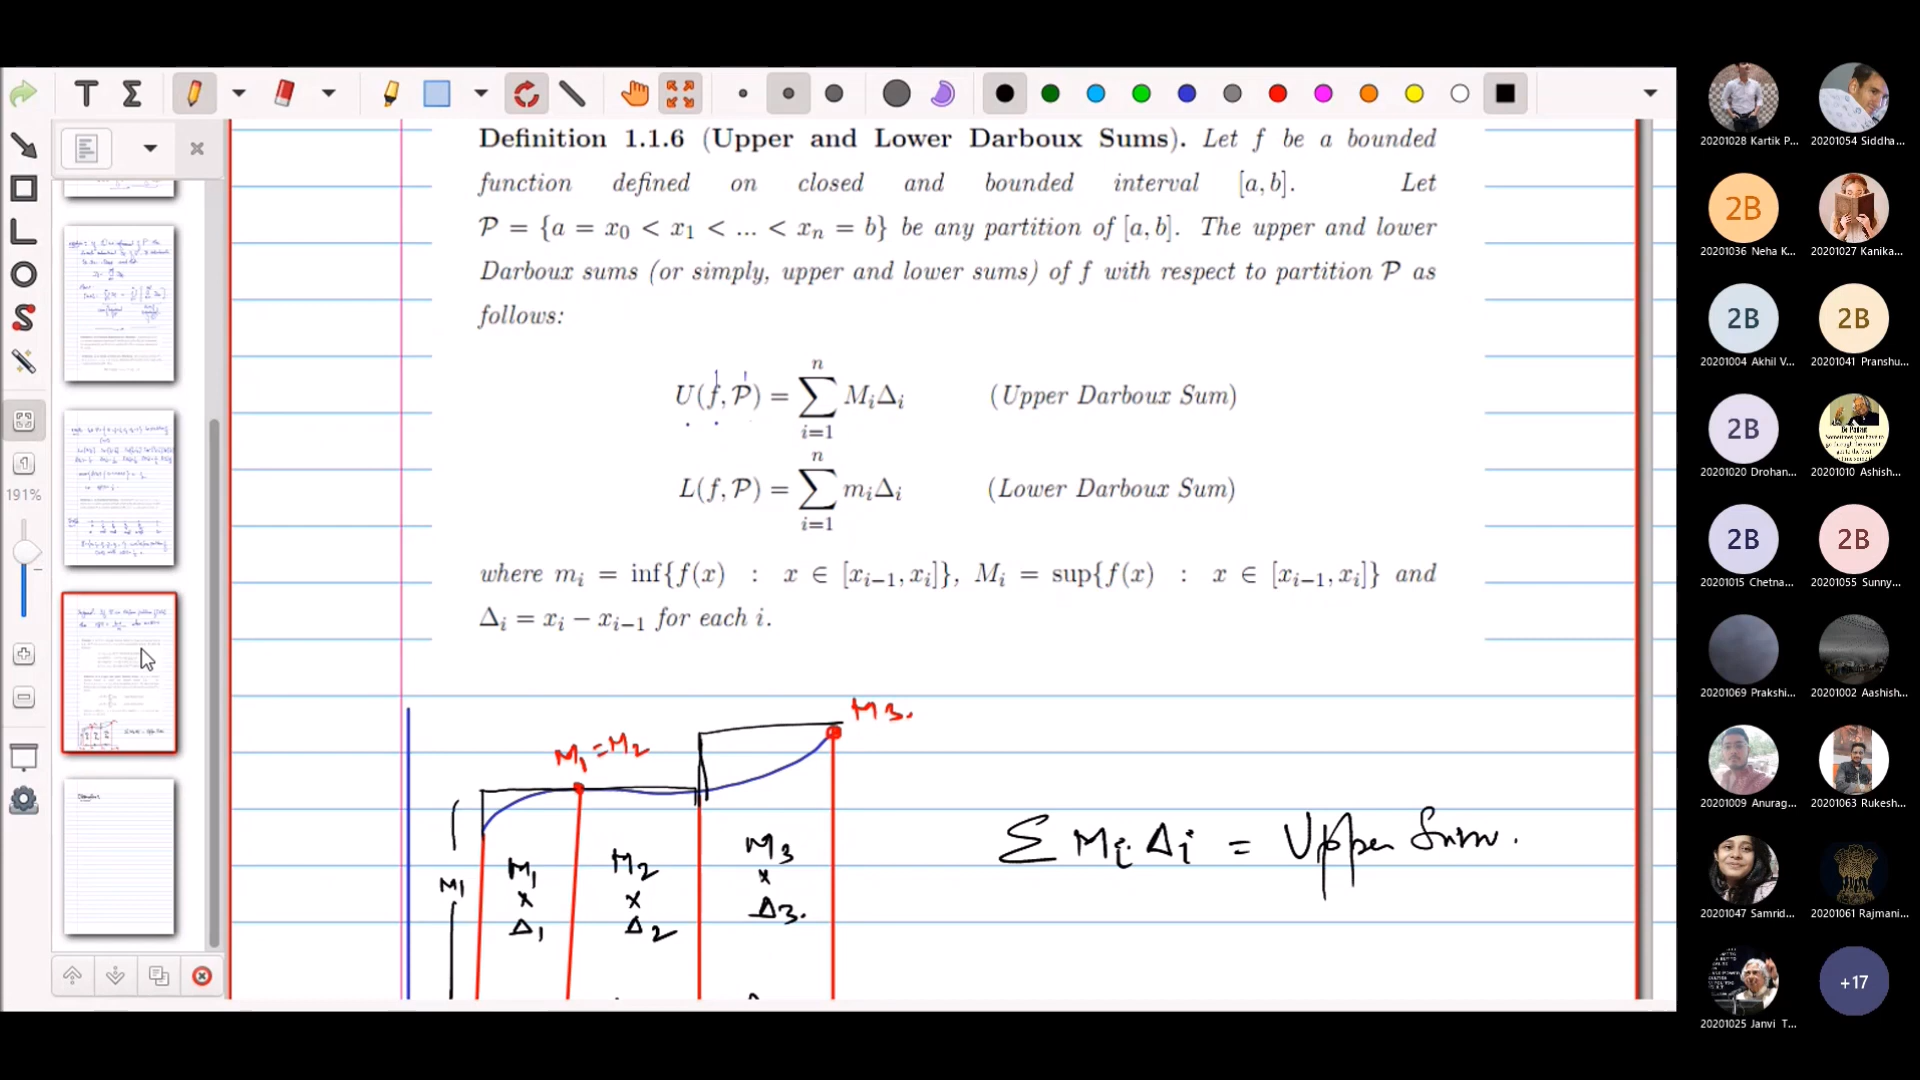 Definition 1.1.6 (Upper and Lower Darboux Sums). Let f be a bounded
function defined on closed and bounded interval [a, b]. Let
𝒫 = {a = x₀ < x₁ < ... < xₙ = b} be any partition of [a, b]. The upper and lower
Darboux sums (or simply, upper and lower sums) of f with respect to partition 𝒫 as
follows:
U(f, 𝒫) = ∑ᵢ₌₁ⁿ MᵢΔᵢ (Upper Darboux Sum)
L(f, 𝒫) = ∑ᵢ₌₁ⁿ mᵢΔᵢ (Lower Darboux Sum)
where mᵢ = inf{f(x) : x ∈ [xᵢ₋₁, xᵢ]}, Mᵢ = sup{f(x) : x ∈ [xᵢ₋₁, xᵢ]} and
Δᵢ = xᵢ − xᵢ₋₁ for each i.
M₁ = M₂
M3.
M₁
M₁ × Δ₁
M₂ × Δ₂
M₃ × Δ3.
Σ Mᵢ Δᵢ = Upper Sum.
191%
20201028 Kartik P...
20201054 Siddha...
2B
20201036 Neha K...
20201027 Kanika...
2B
20201004 Akhil V...
2B
20201041 Pranshu...
2B
20201020 Drohan...
20201010 Ashish...
2B
20201015 Chetna...
2B
20201055 Sunny...
20201069 Prakshi...
20201002 Aashish...
20201009 Anurag...
20201063 Rukesh...
20201047 Samrid...
20201061 Rajmani...
20201025 Janvi T...
+17